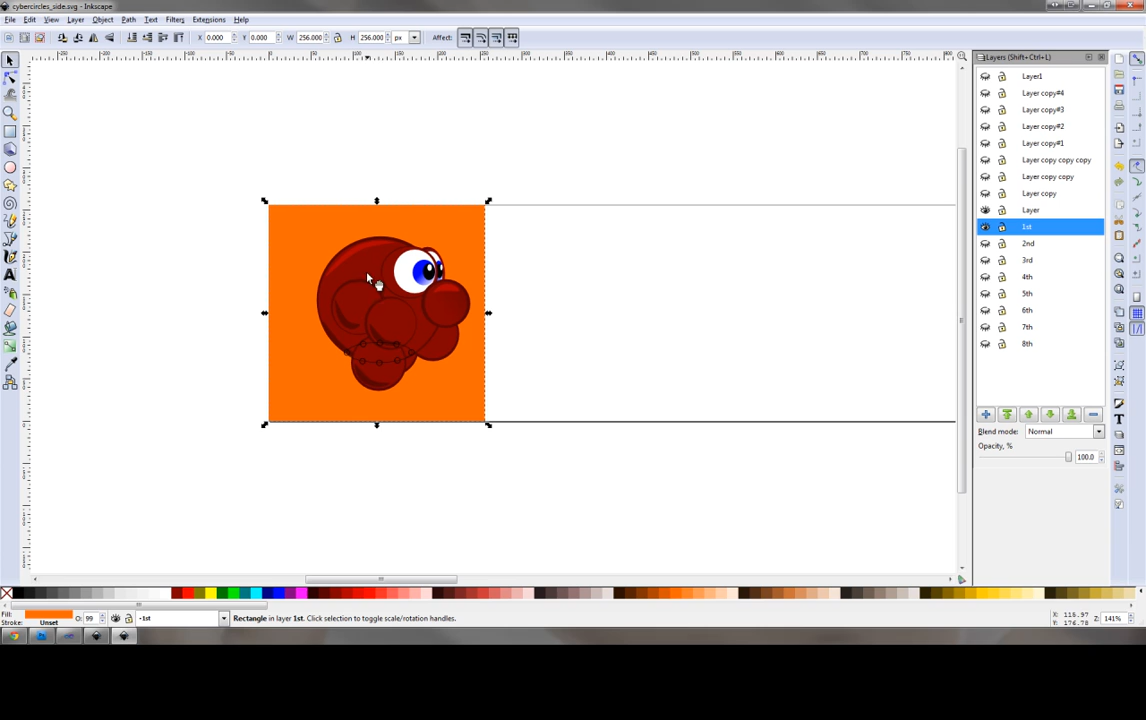 cybercircles_side.svg - Inkscape
File Edit View Layer Object Path Text Filters Extensions Help
X 0.000 Y 0.000 W 256.000 H 256.000 px Affect:
Layers (Shift+Ctrl+L)
Layer1
Layer copy#4
Layer copy#3
Layer copy#2
Layer copy#1
Layer copy copy copy
Layer copy copy
Layer copy
Layer
1st
2nd
3rd
4th
5th
6th
7th
8th
Blend mode: Normal
Opacity, %
100.0
Fill:
Stroke: Unset
O: 99
-1st
Rectangle in layer 1st. Click selection to toggle scale/rotation handles.
X: 116.97
Y: 176.78
Z: 141%